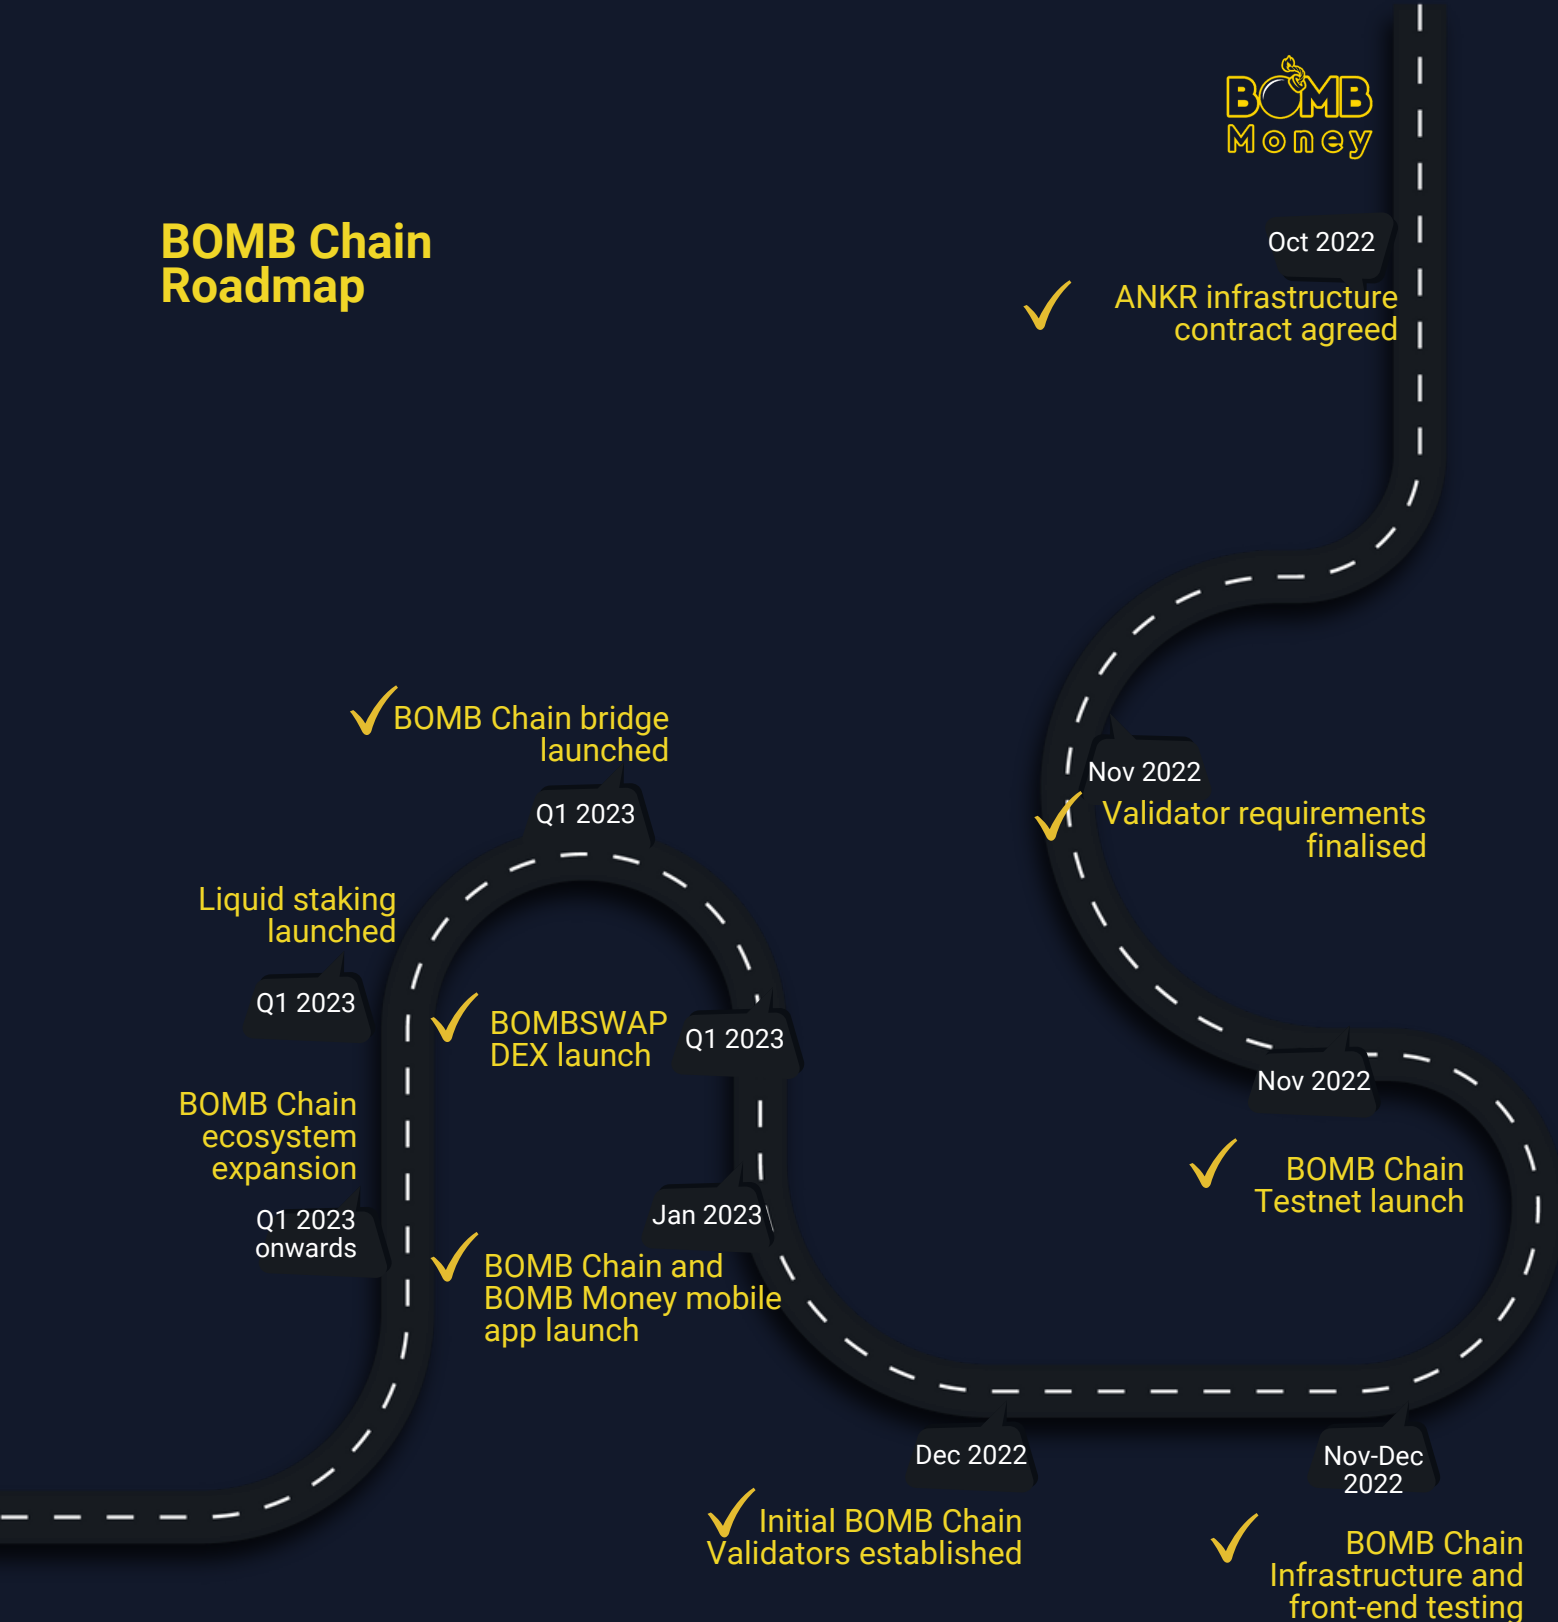 BOMB
Money
BOMB Chain
Roadmap
Oct 2022
ANKR infrastructure
contract agreed
Nov 2022
Validator requirements
finalised
Nov 2022
BOMB Chain
Testnet launch
Nov-Dec
2022
BOMB Chain
Infrastructure and
front-end testing
Dec 2022
Initial BOMB Chain
Validators established
Jan 2023
BOMB Chain and
BOMB Money mobile
app launch
Q1 2023
BOMBSWAP
DEX launch
BOMB Chain bridge
launched
Q1 2023
Liquid staking
launched
Q1 2023
BOMB Chain
ecosystem
expansion
Q1 2023
onwards